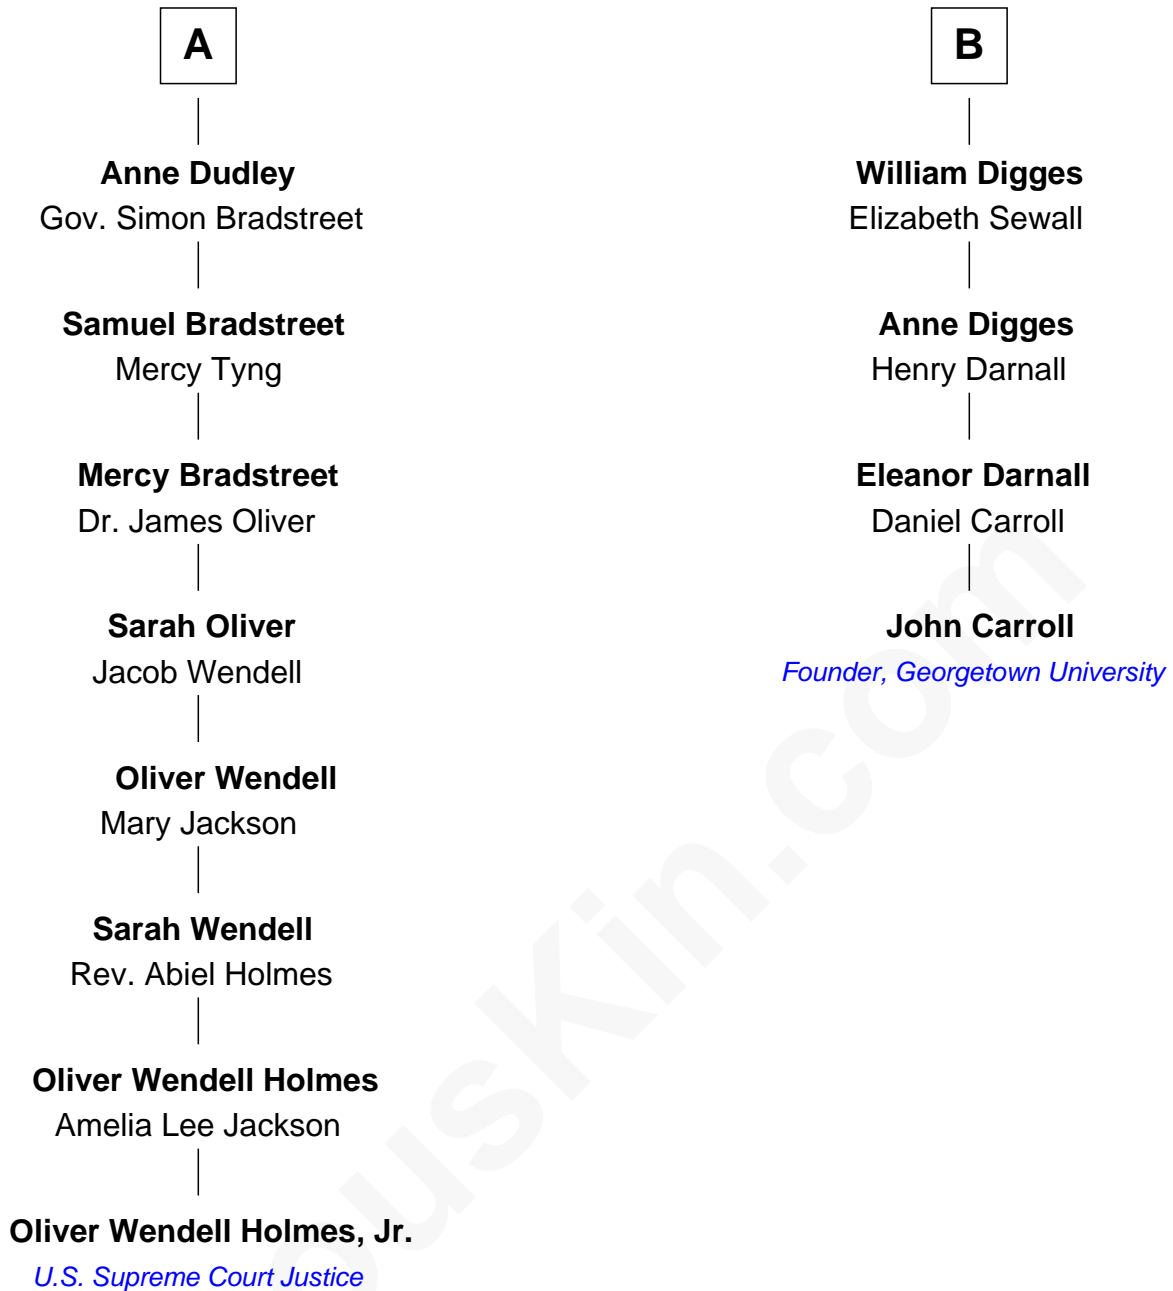 A
Anne Dudley
Gov. Simon Bradstreet
Samuel Bradstreet
Mercy Tyng
Mercy Bradstreet
Dr. James Oliver
Sarah Oliver
Jacob Wendell
Oliver Wendell
Mary Jackson
Sarah Wendell
Rev. Abiel Holmes
Oliver Wendell Holmes
Amelia Lee Jackson
Oliver Wendell Holmes, Jr.
U.S. Supreme Court Justice
B
William Digges
Elizabeth Sewall
Anne Digges
Henry Darnall
Eleanor Darnall
Daniel Carroll
John Carroll
Founder, Georgetown University
ousKin.com